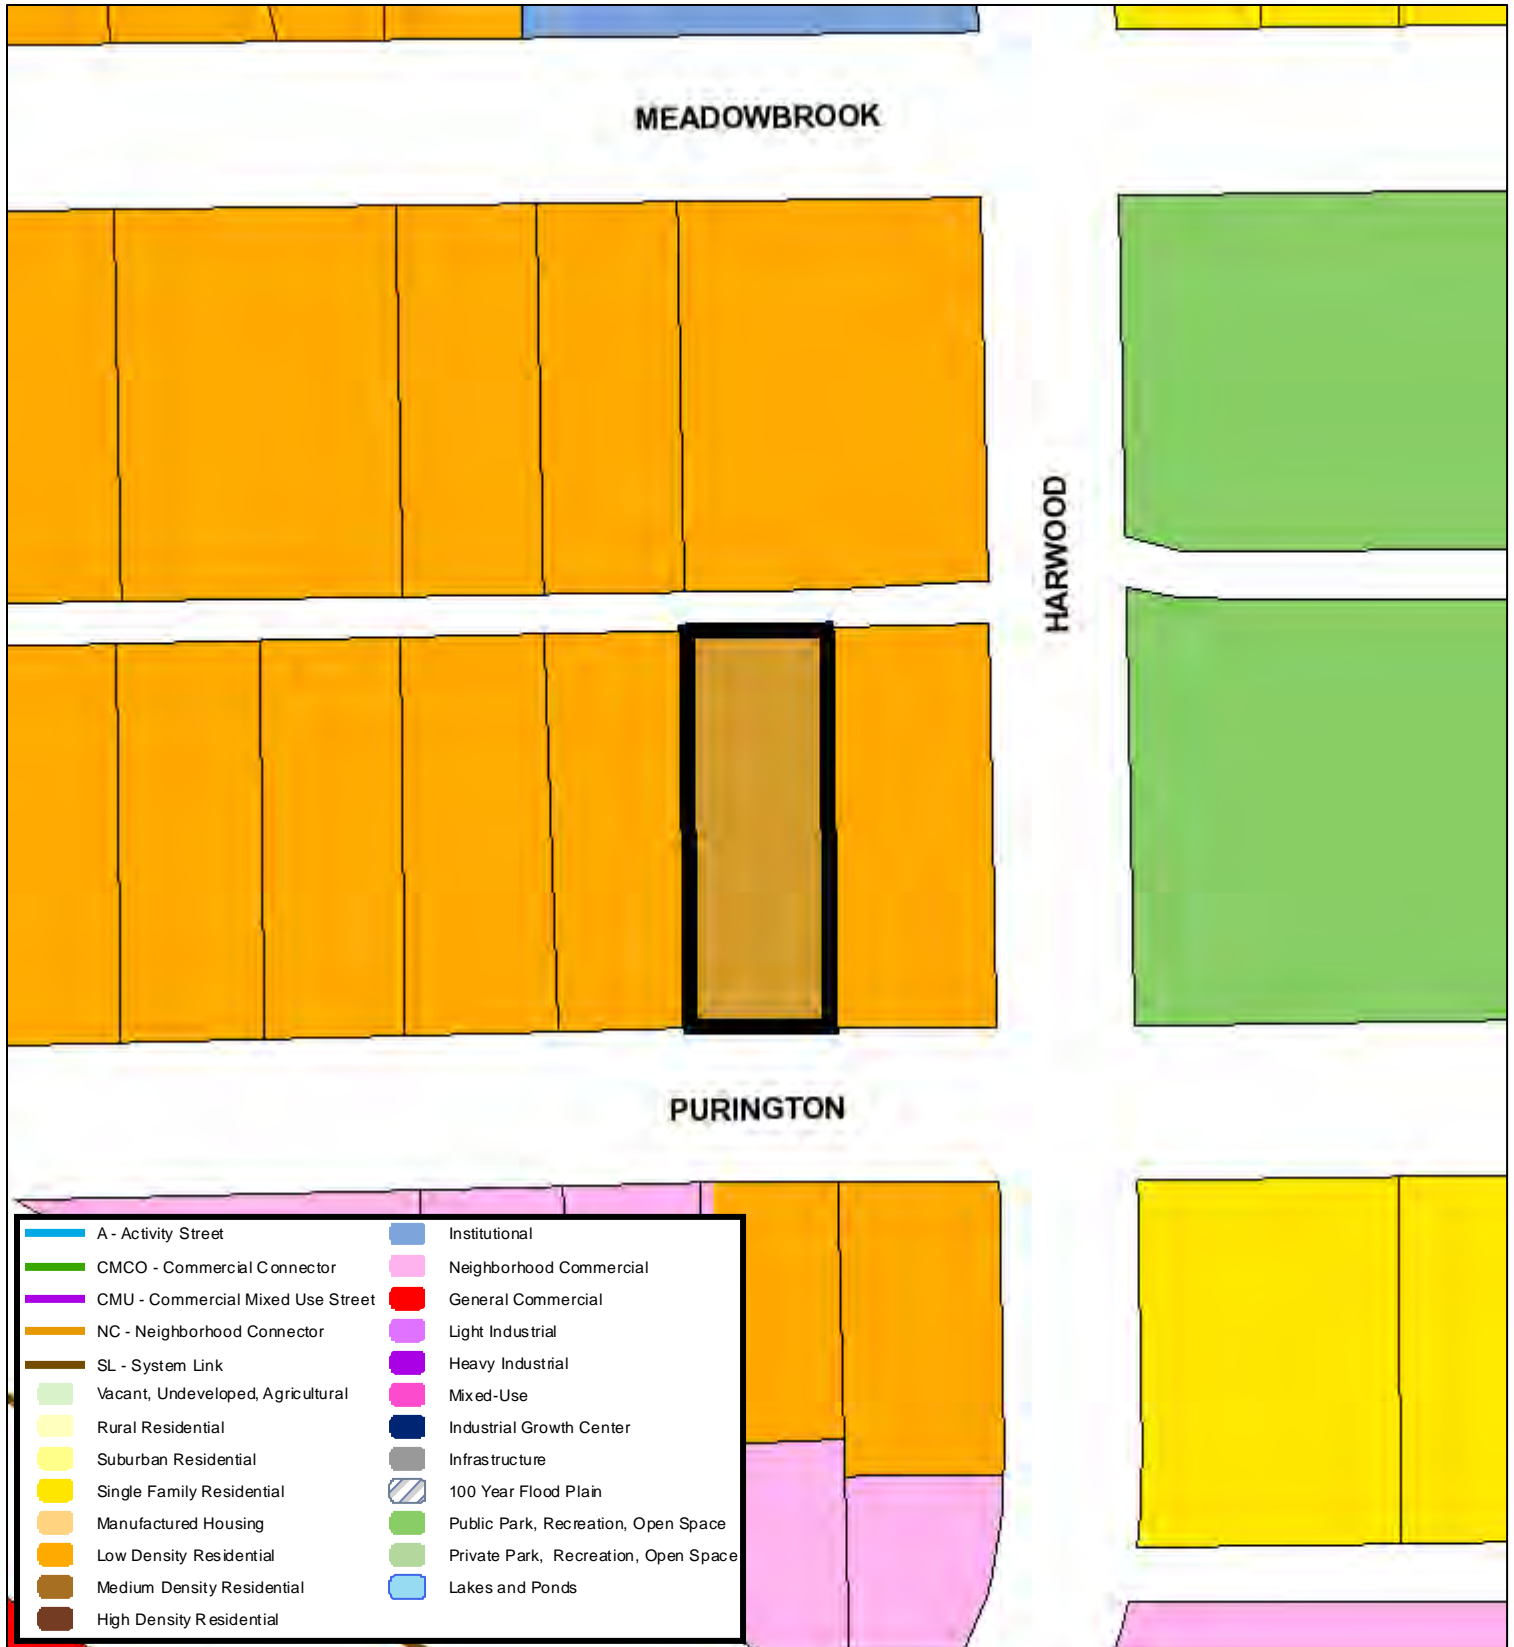 MEADOWBROOK
HARWOOD
PURINGTON
A - Activity Street
CMCO - Commercial Connector
CMU - Commercial Mixed Use Street
NC - Neighborhood Connector
SL - System Link
Vacant, Undeveloped, Agricultural
Rural Residential
Suburban Residential
Single Family Residential
Manufactured Housing
Low Density Residential
Medium Density Residential
High Density Residential
Institutional
Neighborhood Commercial
General Commercial
Light Industrial
Heavy Industrial
Mixed-Use
Industrial Growth Center
Infrastructure
100 Year Flood Plain
Public Park, Recreation, Open Space
Private Park, Recreation, Open Space
Lakes and Ponds